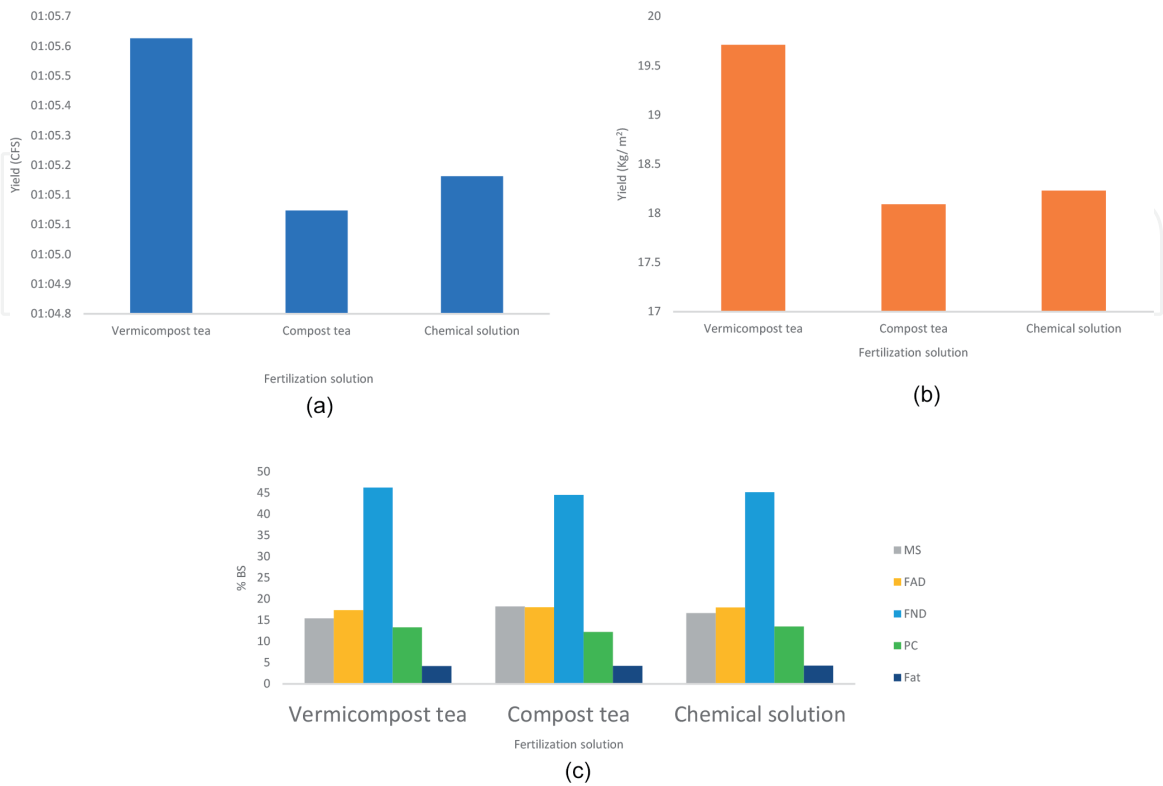 01:05.7
01:05.6
01:05.5
01:05.4
01:05.3
01:05.2
01:05.1
01:05.1
01:05.0
01:04.9
01:04.8
Yield (CFS)
Vermicompost tea Compost tea Chemical solution
Fertilization solution
(a)
20
19.5
19
18.5
18
17.5
17
Yield (Kg/ m²)
Vermicompost tea Compost tea Chemical solution
Fertilization solution
(b)
50
45
40
35
30
25
20
15
10
5
0
% BS
Vermicompost tea Compost tea Chemical solution
Fertilization solution
MS
FAD
FND
PC
Fat
(c)